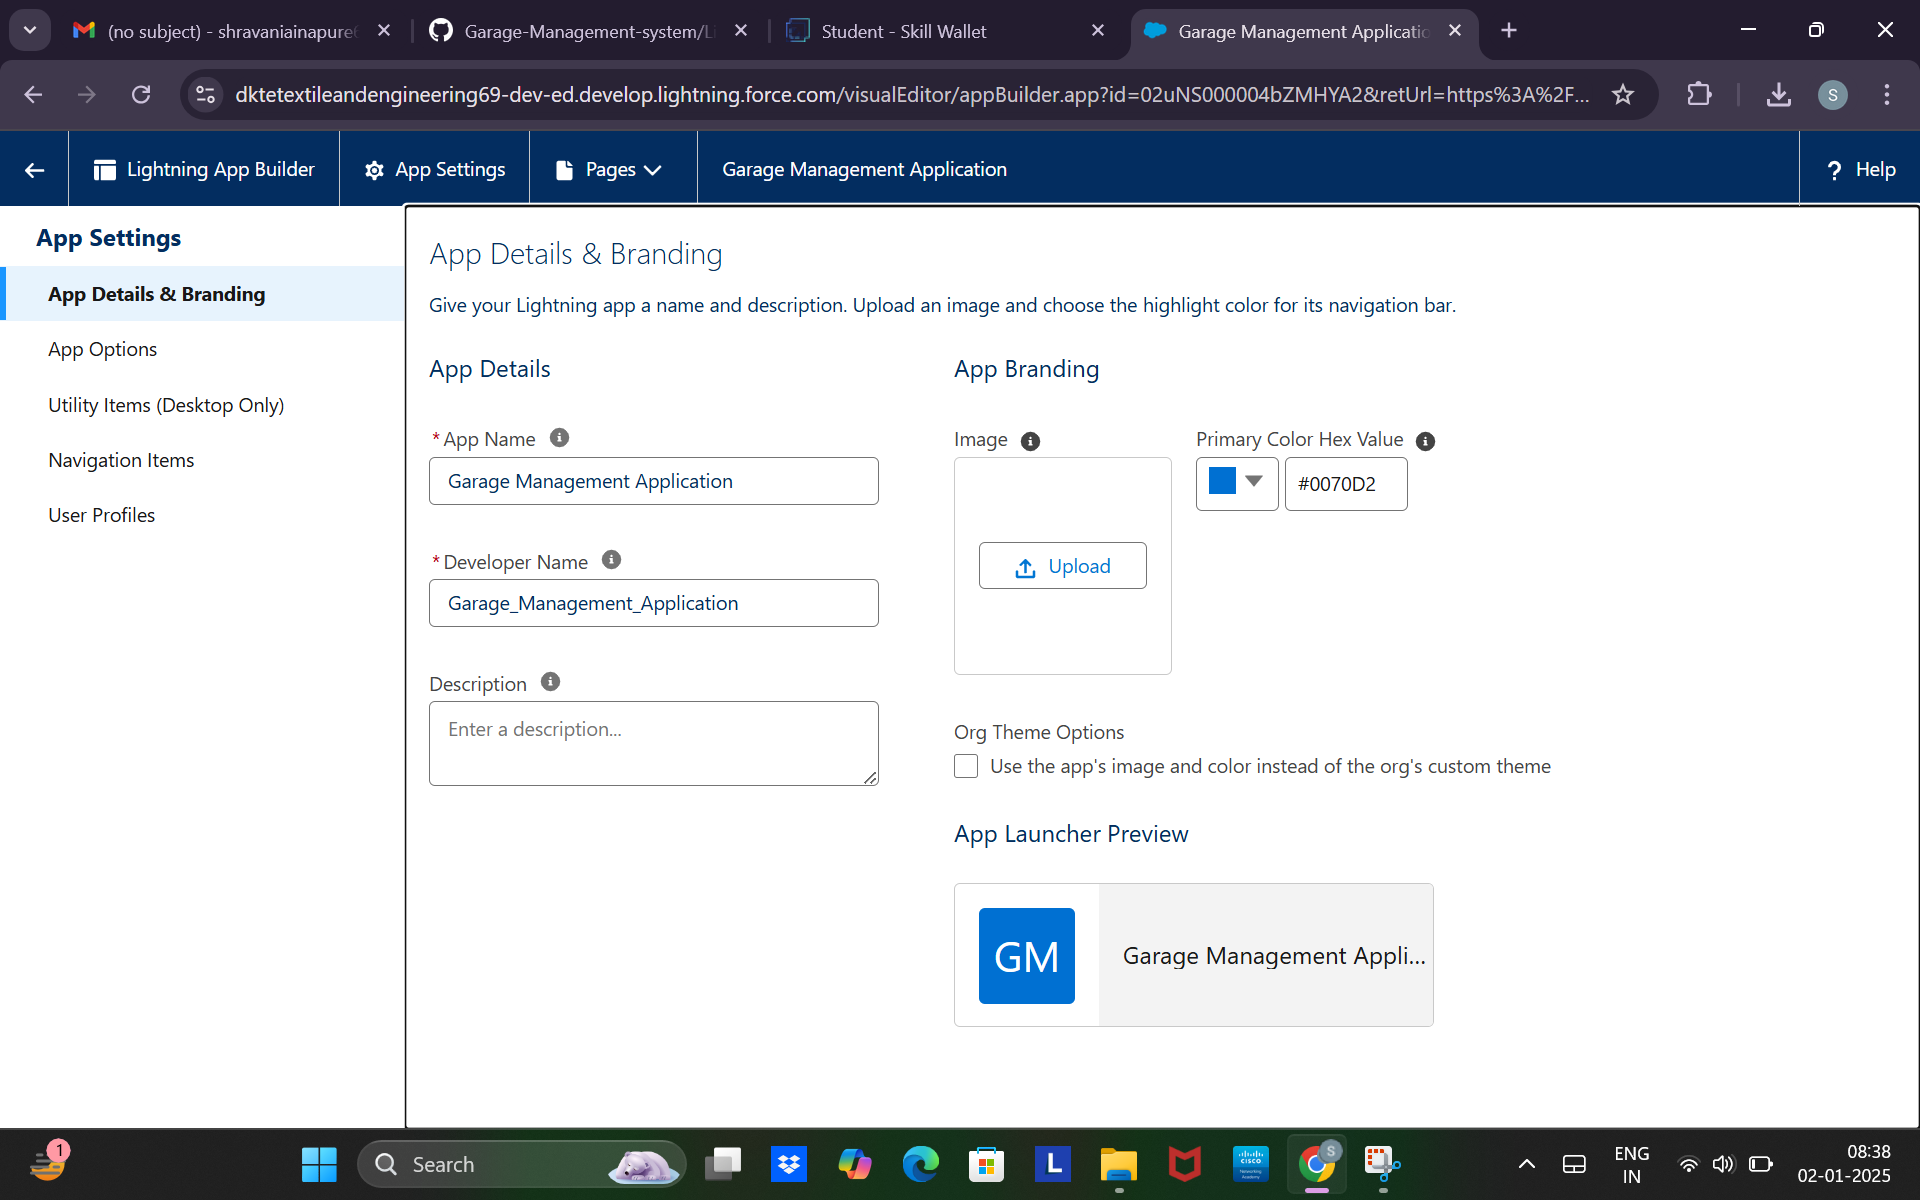 (no subject) - shravaniainapure6
Garage-Management-system/Li
Student - Skill Wallet
Garage Management Applicatio
dktetextileandengineering69-dev-ed.develop.lightning.force.com/visualEditor/appBuilder.app?id=02uNS000004bZMHYA2&retUrl=https%3A%2F...
S
Lightning App Builder
App Settings
Pages
Garage Management Application
? Help
App Settings
App Details & Branding
App Options
Utility Items (Desktop Only)
Navigation Items
User Profiles
App Details & Branding
Give your Lightning app a name and description. Upload an image and choose the highlight color for its navigation bar.
App Details
*App Name
Garage Management Application
*Developer Name
Garage_Management_Application
Description
Enter a description...
App Branding
Image
Primary Color Hex Value
#0070D2
Upload
Org Theme Options
Use the app's image and color instead of the org's custom theme
App Launcher Preview
GM
Garage Management Appli...
1
Search
L
CISCO
S
ENG
IN
08:38
02-01-2025